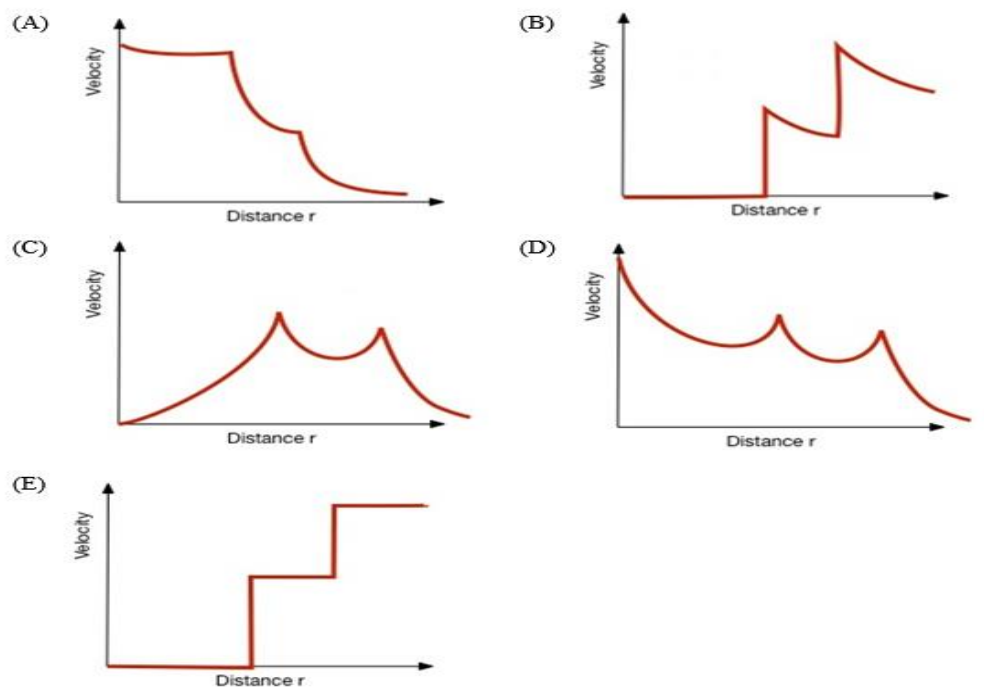 (A)
Velocity
Distance r
(B)
Velocity
Distance r
(C)
Velocity
Distance r
(D)
Velocity
Distance r
(E)
Velocity
Distance r